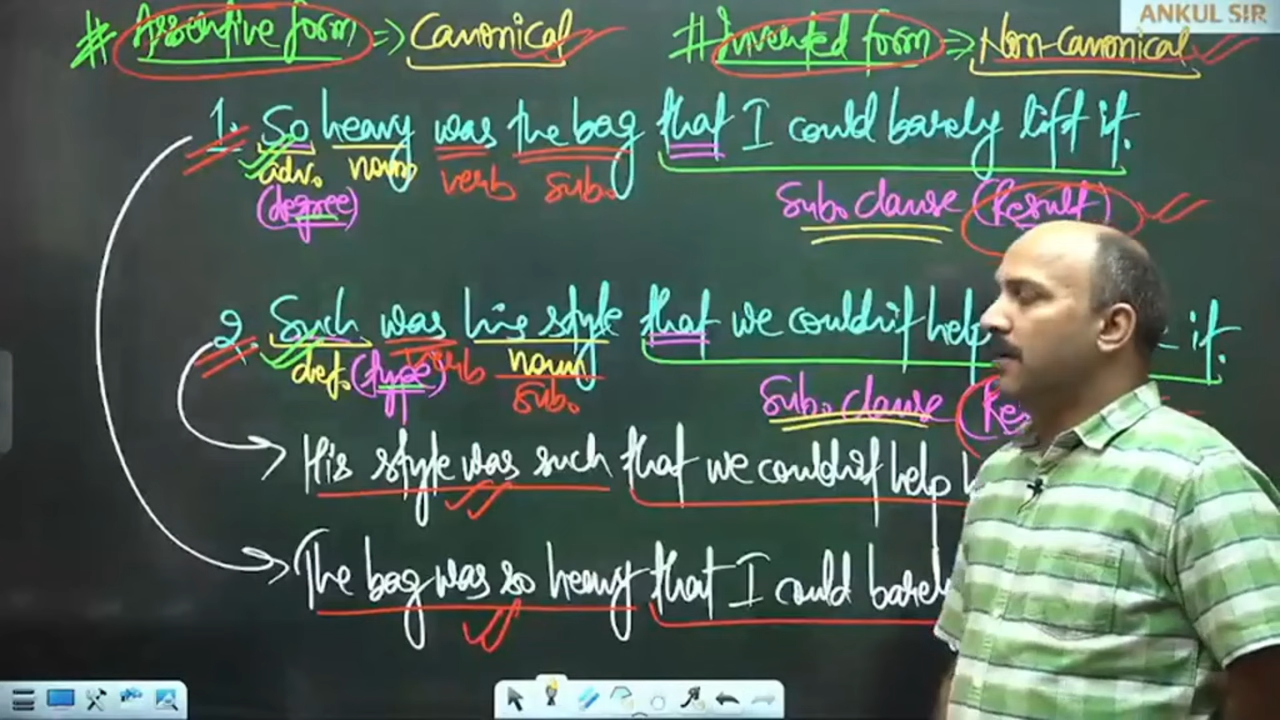 ANKUL SIR
# Assertive form => Canonical # Inverted form => Non-Canonical
1. So heavy was the bag that I could barely lift it.
adv. noun verb sub.
(degree) Sub. clause (Result)
2. Such was his style that we couldn't help it.
det. (type) verb noun
sub. Sub. clause (Res
His style was such that we couldn't help
The bag was so heavy that I could barely